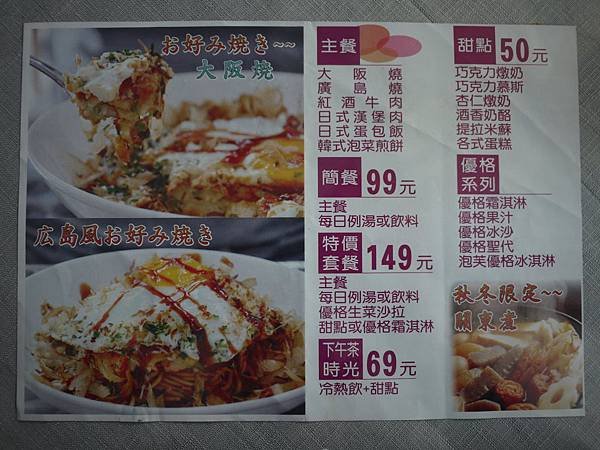 お好み焼き~~
大阪燒
広島風お好み焼き
主餐
大阪燒
廣島燒
紅酒牛肉
日式漢堡肉
日式蛋包飯
韓式泡菜煎餅
簡餐 99元
主餐
每日例湯或飲料
特價套餐 149元
主餐
每日例湯或飲料
優格生菜沙拉
甜點或優格霜淇淋
下午茶時光 69元
冷熱飲+甜點
甜點 50元
巧克力燉奶
巧克力慕斯
杏仁燉奶
酒香奶酪
提拉米蘇
各式蛋糕
優格系列
優格霜淇淋
優格果汁
優格冰沙
優格聖代
泡芙優格冰淇淋
秋冬限定~~
關東煮